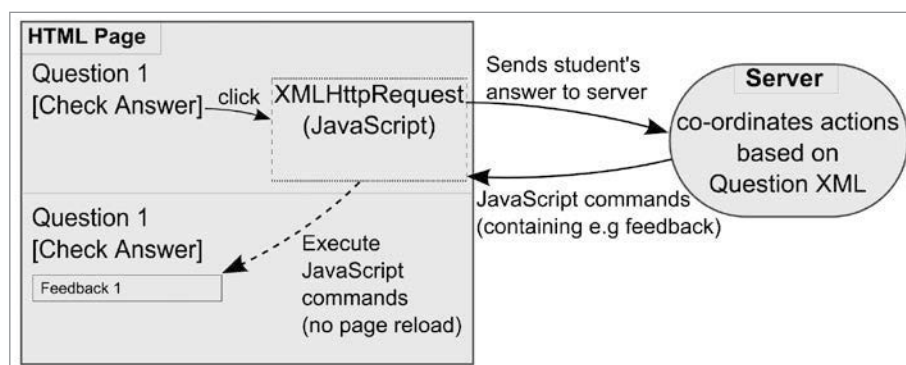 HTML Page
Question 1
[Check Answer]
click
XMLHttpRequest
(JavaScript)
Sends student's
answer to server
Server
co-ordinates actions
based on
Question XML
JavaScript commands
(containing e.g feedback)
Question 1
[Check Answer]
Feedback 1
Execute
JavaScript
commands
(no page reload)